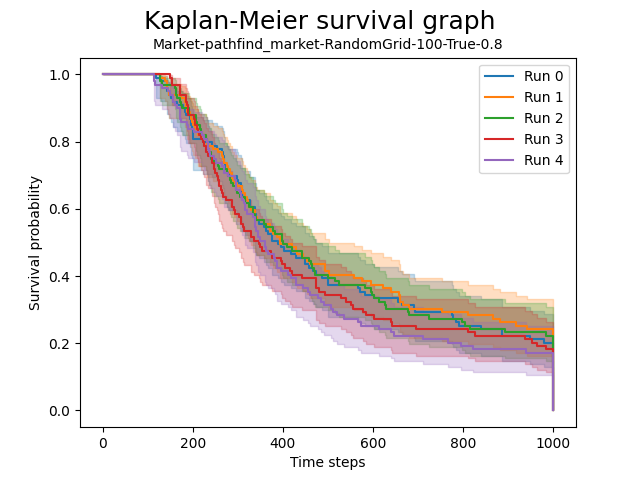 Kaplan-Meier survival graph
Market-pathfind_market-RandomGrid-100-True-0.8
Run 0
Run 1
Run 2
Run 3
Run 4
Survival probability
1.0
0.8
0.6
0.4
0.2
0.0
0 200 400 600 800 1000
Time steps